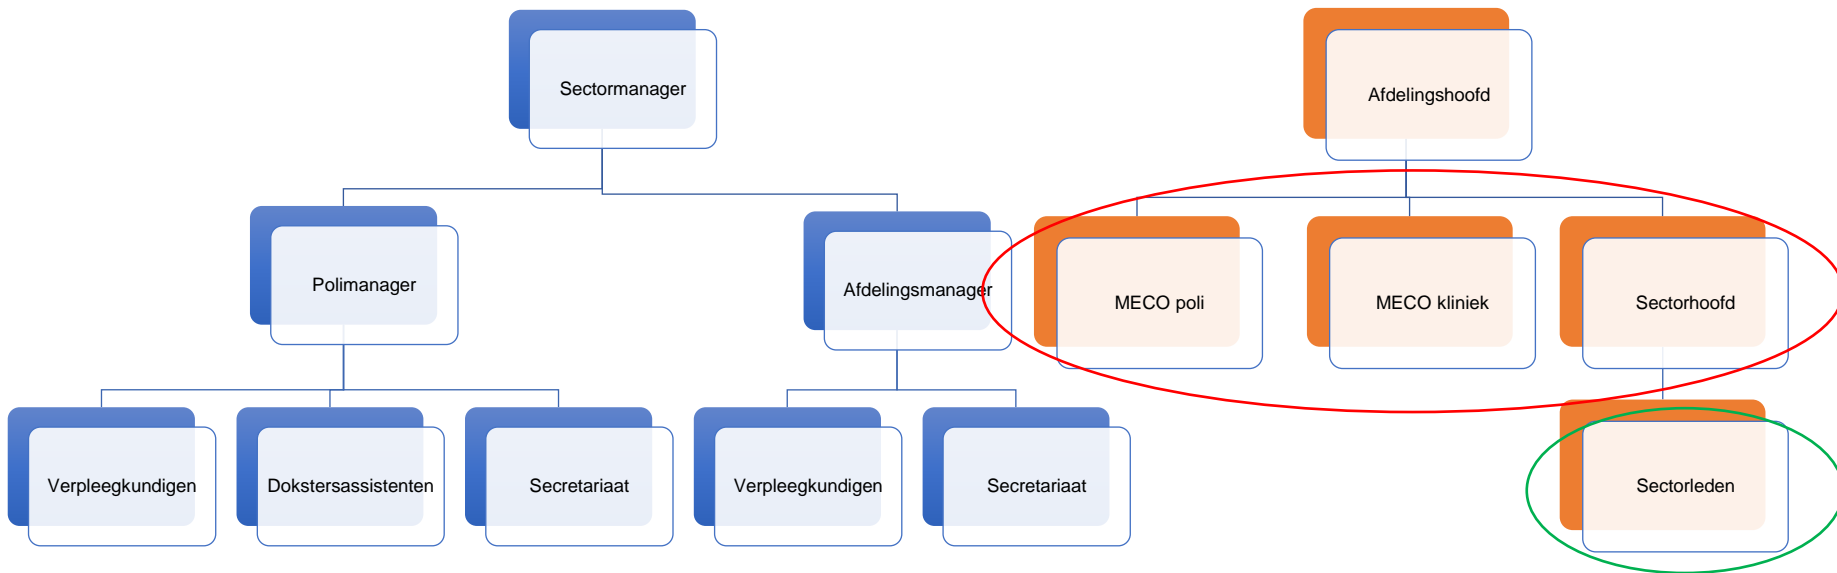 Sectormanager
Afdelingshoofd
Polimanager
Afdelingsmanager
MECO poli
MECO kliniek
Sectorhoofd
Verpleegkundigen
Dokstersassistenten
Secretariaat
Verpleegkundigen
Secretariaat
Sectorleden